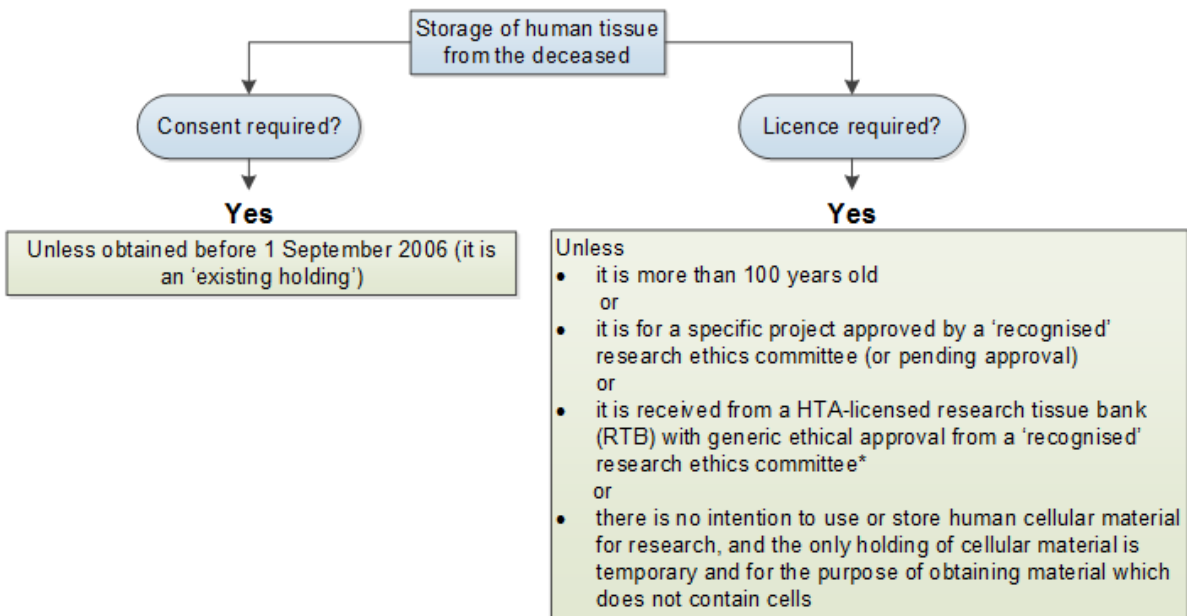 Storage of human tissue
from the deceased
Consent required?
Licence required?
Yes
Unless obtained before 1 September 2006 (it is
an ‘existing holding’)
Yes
Unless
• it is more than 100 years old
or
• it is for a specific project approved by a ‘recognised’
research ethics committee (or pending approval)
or
• it is received from a HTA-licensed research tissue bank
(RTB) with generic ethical approval from a ‘recognised’
research ethics committee*
or
• there is no intention to use or store human cellular material
for research, and the only holding of cellular material is
temporary and for the purpose of obtaining material which
does not contain cells